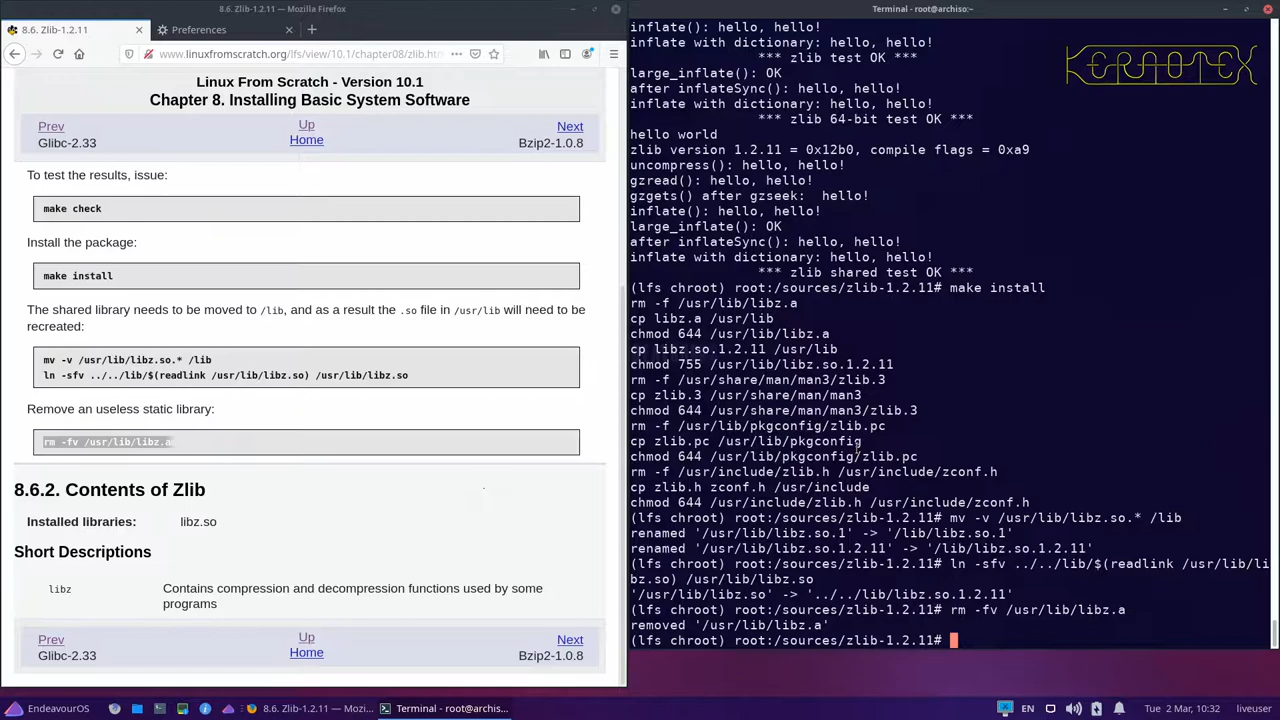 8.6. Zlib-1.2.11 - Mozilla Firefox
8.6. Zlib-1.2.11
Preferences
www.linuxfromscratch.org/lfs/view/10.1/chapter08/zlib.htm
Linux From Scratch - Version 10.1
Chapter 8. Installing Basic System Software
Prev
Up
Next
Glibc-2.33
Home
Bzip2-1.0.8
To test the results, issue:
make check
Install the package:
make install
The shared library needs to be moved to /lib, and as a result the .so file in /usr/lib will need to be
recreated:
mv -v /usr/lib/libz.so.* /lib
ln -sfv ../../lib/$(readlink /usr/lib/libz.so) /usr/lib/libz.so
Remove an useless static library:
rm -fv /usr/lib/libz.a
8.6.2. Contents of Zlib
Installed libraries: libz.so
Short Descriptions
libz Contains compression and decompression functions used by some
programs
Prev
Up
Next
Glibc-2.33
Home
Bzip2-1.0.8
Terminal - root@archiso:~
KERNOTEX
inflate(): hello, hello!
inflate with dictionary: hello, hello!
*** zlib test OK ***
large_inflate(): OK
after inflateSync(): hello, hello!
inflate with dictionary: hello, hello!
*** zlib 64-bit test OK ***
hello world
zlib version 1.2.11 = 0x12b0, compile flags = 0xa9
uncompress(): hello, hello!
gzread(): hello, hello!
gzgets() after gzseek:  hello!
inflate(): hello, hello!
large_inflate(): OK
after inflateSync(): hello, hello!
inflate with dictionary: hello, hello!
*** zlib shared test OK ***
(lfs chroot) root:/sources/zlib-1.2.11# make install
rm -f /usr/lib/libz.a
cp libz.a /usr/lib
chmod 644 /usr/lib/libz.a
cp libz.so.1.2.11 /usr/lib
chmod 755 /usr/lib/libz.so.1.2.11
rm -f /usr/share/man/man3/zlib.3
cp zlib.3 /usr/share/man/man3
chmod 644 /usr/share/man/man3/zlib.3
rm -f /usr/lib/pkgconfig/zlib.pc
cp zlib.pc /usr/lib/pkgconfig
chmod 644 /usr/lib/pkgconfig/zlib.pc
rm -f /usr/include/zlib.h /usr/include/zconf.h
cp zlib.h zconf.h /usr/include
chmod 644 /usr/include/zlib.h /usr/include/zconf.h
(lfs chroot) root:/sources/zlib-1.2.11# mv -v /usr/lib/libz.so.* /lib
renamed '/usr/lib/libz.so.1' -> '/lib/libz.so.1'
renamed '/usr/lib/libz.so.1.2.11' -> '/lib/libz.so.1.2.11'
(lfs chroot) root:/sources/zlib-1.2.11# ln -sfv ../../lib/$(readlink /usr/li
bz.so) /usr/lib/libz.so
'/usr/lib/libz.so' -> '../../lib/libz.so.1.2.11'
(lfs chroot) root:/sources/zlib-1.2.11# rm -fv /usr/lib/libz.a
removed '/usr/lib/libz.a'
(lfs chroot) root:/sources/zlib-1.2.11#
EndeavourOS
8.6. Zlib-1.2.11 - Mozi...
Terminal - root@archis...
EN
Tue 2 Mar, 10:32
liveuser